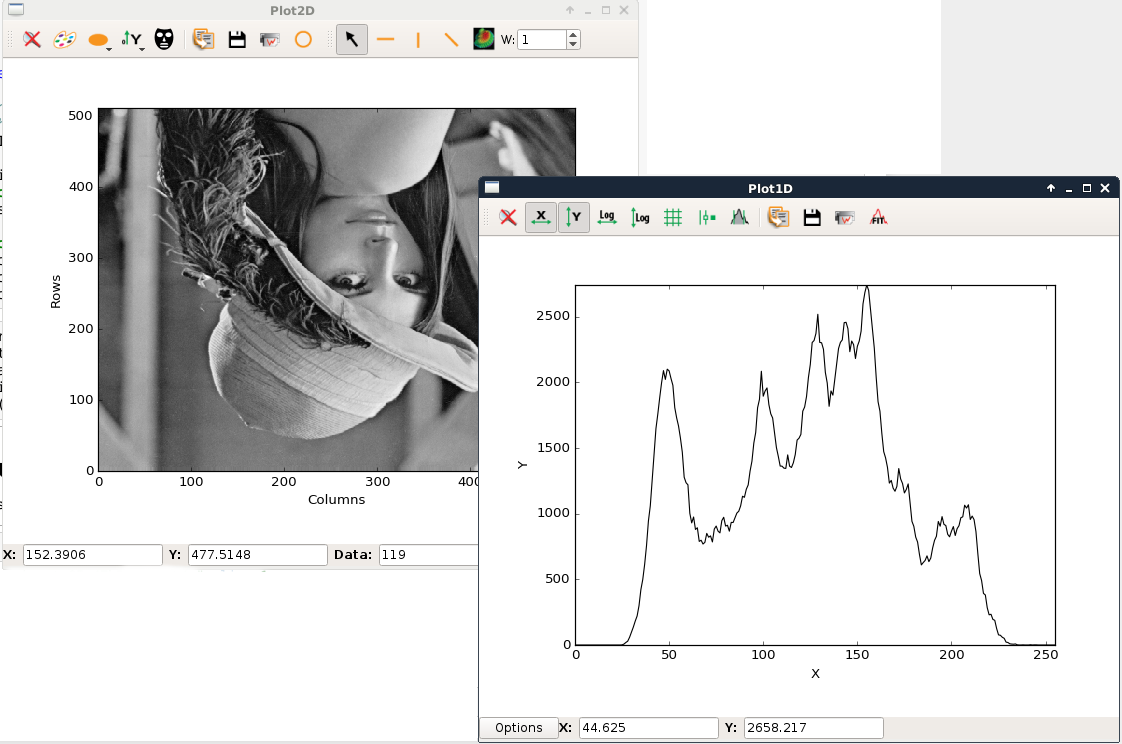 Plot2D
Y
W: 1
500
400
300
200
100
0
Rows
0 100 200 300 400
Columns
X: 152.3906 Y: 477.5148 Data: 119
Plot1D
X Y Log Log FIT
2500
2000
1500
1000
500
0
Y
0 50 100 150 200 250
X
Options X: 44.625 Y: 2658.217